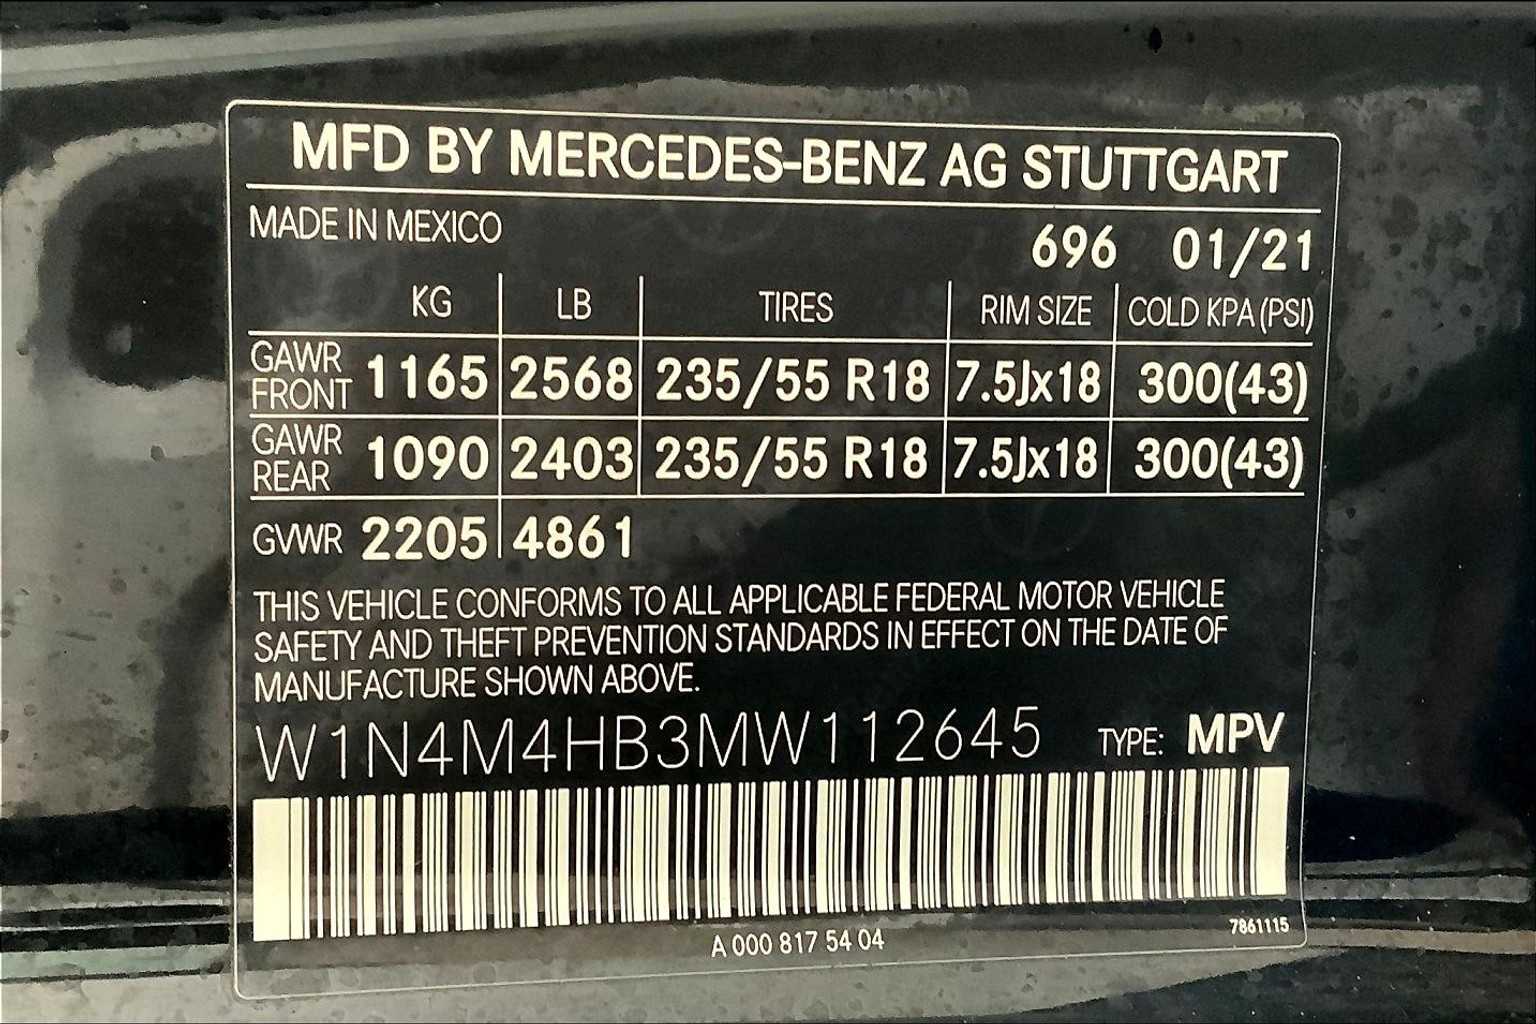 MFD BY MERCEDES-BENZ AG STUTTGART
MADE IN MEXICO 696 01/21
KG LB TIRES RIM SIZE COLD KPA (PSI)
GAWR FRONT 1165 2568 235/55 R18 7.5Jx18 300(43)
GAWR REAR 1090 2403 235/55 R18 7.5Jx18 300(43)
GVWR 2205 4861
THIS VEHICLE CONFORMS TO ALL APPLICABLE FEDERAL MOTOR VEHICLE
SAFETY AND THEFT PREVENTION STANDARDS IN EFFECT ON THE DATE OF
MANUFACTURE SHOWN ABOVE.
W1N4M4HB3MW112645 TYPE: MPV
A 000 817 54 04 7861115